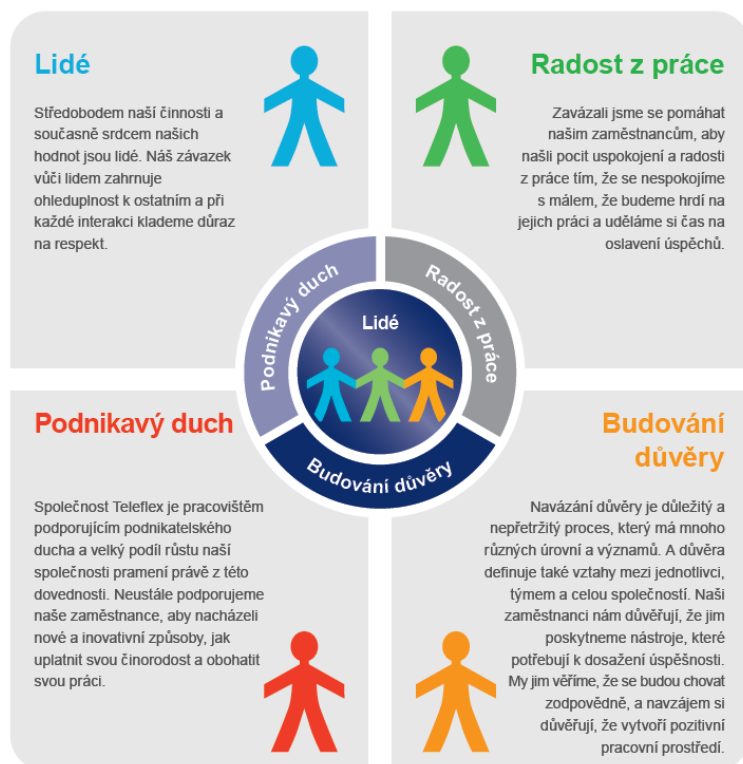 Lidé
Středobodem naší činnosti a
současně srdcem našich
hodnot jsou lidé. Náš závazek
vůči lidem zahrnuje
ohleduplnost k ostatním a při
každé interakci klademe důraz
na respekt.
Radost z práce
Zavázali jsme se pomáhat
našim zaměstnancům, aby
našli pocit uspokojení a radosti
z práce tím, že se nespokojíme
s málem, že budeme hrdí na
jejich práci a uděláme si čas na
oslavení úspěchů.
Podnikavý duch
Radost z práce
Lidé
Budování důvěry
Podnikavý duch
Společnost Teleflex je pracovištěm
podporujícím podnikatelského
ducha a velký podíl růstu naší
společnosti pramení právě z této
dovednosti. Neustále podporujeme
naše zaměstnance, aby nacházeli
nové a inovativní způsoby, jak
uplatnit svou činorodost a obohatit
svou práci.
Budování
důvěry
Navázání důvěry je důležitý a
nepřetržitý proces, který má mnoho
různých úrovní a významů. A důvěra
definuje také vztahy mezi jednotlivci,
týmem a celou společností. Naši
zaměstnanci nám důvěřují, že jim
poskytneme nástroje, které
potřebují k dosažení úspěšnosti.
My jim věříme, že se budou chovat
zodpovědně, a navzájem si
důvěřují, že vytvoří pozitivní
pracovní prostředí.